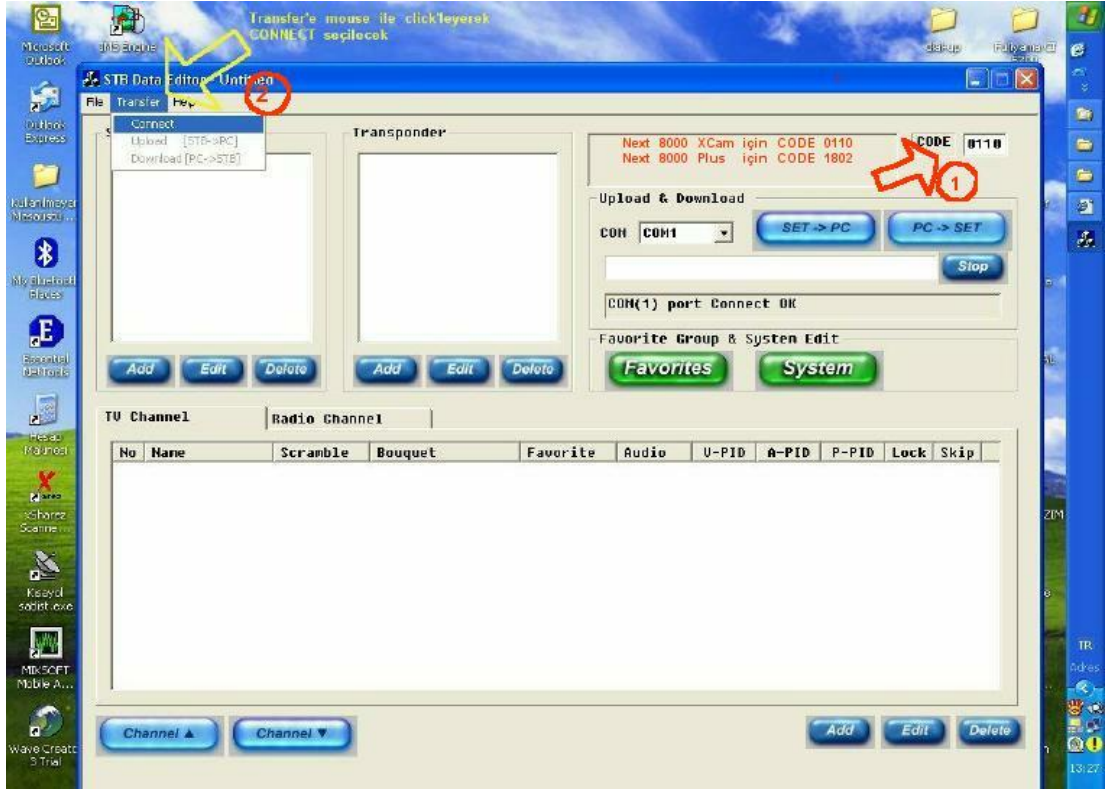 Transfer'e mouse ile click'leyerek
CONNECT seçilecek
Microsoft
Outlook
STB Data Editor - Untitled
2
File Transfer Help
Connect
Upload [STB->PC]
Download [PC->STB]
Outlook
Express
Transponder
Next 8000 XCam için CODE 0110
Next 8000 Plus için CODE 1802
CODE 0110
1
Upload & Download
COM COM1
SET -> PC
PC -> SET
Stop
COM(1) port Connect OK
Favorite Group & System Edit
Favorites
System
Add Edit Delete
Add Edit Delete
My Bluetooth
Places
Essential
NetTools
Hesap
Makinesi
TV Channel
Radio Channel
No Name Scramble Bouquet Favorite Audio V-PID A-PID P-PID Lock Skip
Kısayol
satlist.exe
MIKSOFT
Mobile A...
Wave Creato
3 Trial
Channel ▲
Channel ▼
Add Edit Delete
TR
Adres
13:27